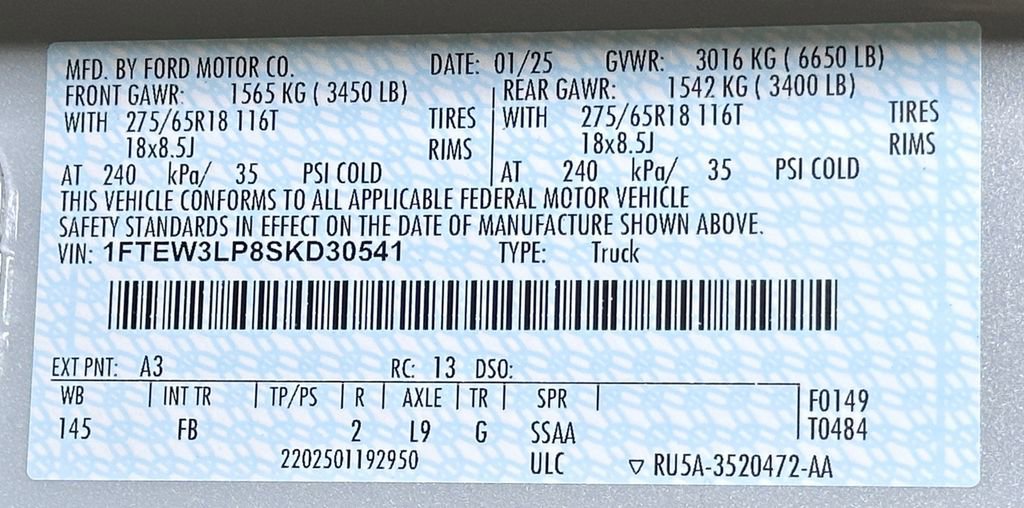 MFD. BY FORD MOTOR CO. DATE: 01/25 GVWR: 3016 KG ( 6650 LB)
FRONT GAWR: 1565 KG ( 3450 LB) REAR GAWR: 1542 KG ( 3400 LB)
WITH 275/65R18 116T TIRES WITH 275/65R18 116T TIRES
18x8.5J RIMS 18x8.5J RIMS
AT 240 kPa/ 35 PSI COLD AT 240 kPa/ 35 PSI COLD
THIS VEHICLE CONFORMS TO ALL APPLICABLE FEDERAL MOTOR VEHICLE
SAFETY STANDARDS IN EFFECT ON THE DATE OF MANUFACTURE SHOWN ABOVE.
VIN: 1FTEW3LP8SKD30541 TYPE: Truck
EXT PNT: A3 RC: 13 DSO:
WB | INT TR | TP/PS | R | AXLE | TR | SPR | F0149
145 FB 2 L9 G SSAA T0484
2202501192950 ULC ▽ RU5A-3520472-AA